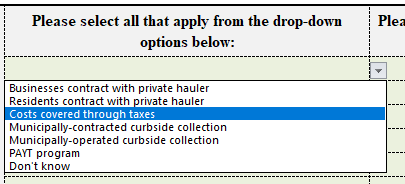 Please select all that apply from the drop-down
options below:
Plea
Businesses contract with private hauler
Residents contract with private hauler
Costs covered through taxes
Municipally-contracted curbside collection
Municipally-operated curbside collection
PAYT program
Don't know